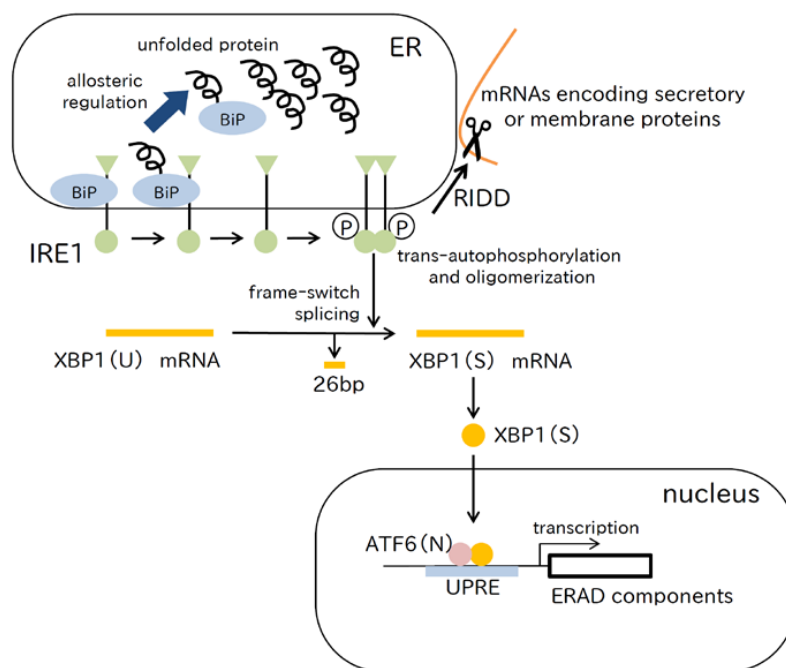 unfolded protein
ER
allosteric
regulation
BiP
mRNAs encoding secretory
or membrane proteins
BiP
BiP
RIDD
P
P
IRE1
trans-autophosphorylation
and oligomerization
frame-switch
splicing
XBP1(U) mRNA
26bp
XBP1(S) mRNA
XBP1(S)
nucleus
transcription
ATF6(N)
UPRE
ERAD components